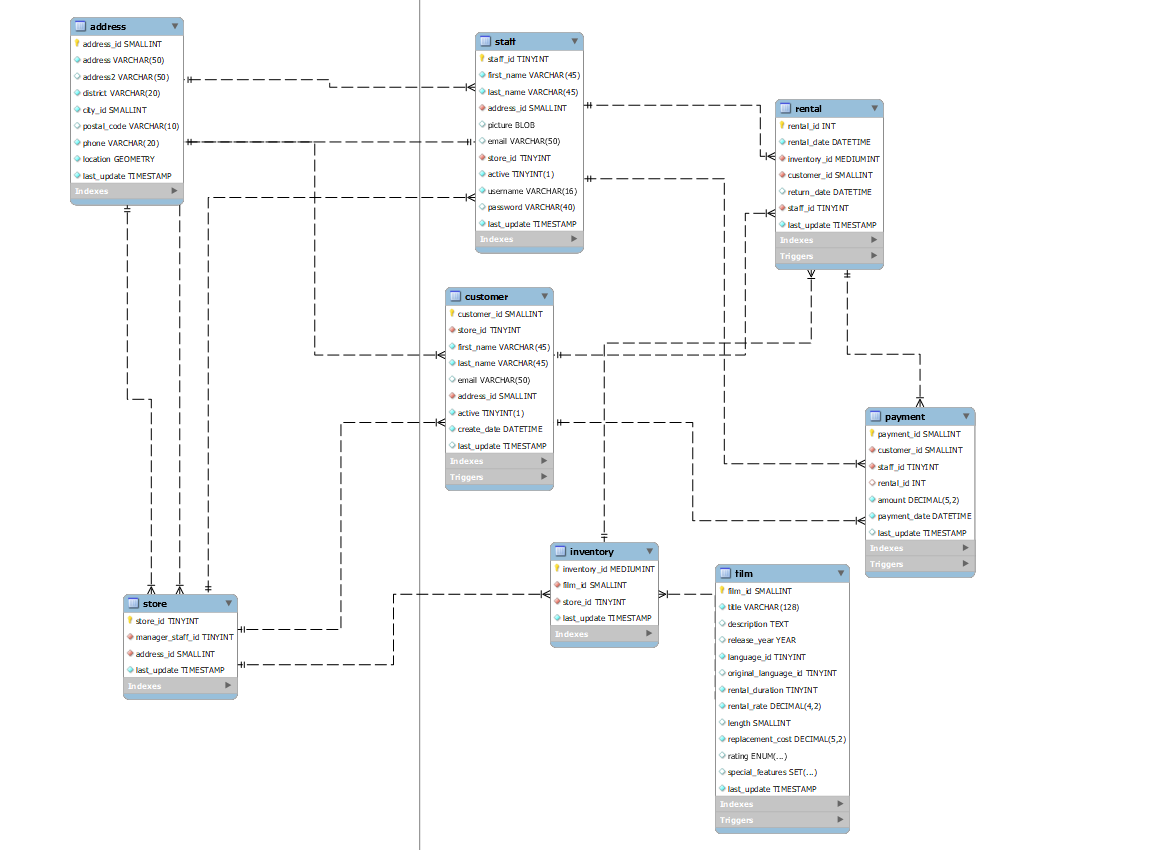 address
address_id SMALLINT
address VARCHAR(50)
address2 VARCHAR(50)
district VARCHAR(20)
city_id SMALLINT
postal_code VARCHAR(10)
phone VARCHAR(20)
location GEOMETRY
last_update TIMESTAMP
Indexes
staff
staff_id TINYINT
first_name VARCHAR(45)
last_name VARCHAR(45)
address_id SMALLINT
picture BLOB
email VARCHAR(50)
store_id TINYINT
active TINYINT(1)
username VARCHAR(16)
password VARCHAR(40)
last_update TIMESTAMP
Indexes
rental
rental_id INT
rental_date DATETIME
inventory_id MEDIUMINT
customer_id SMALLINT
return_date DATETIME
staff_id TINYINT
last_update TIMESTAMP
Indexes
Triggers
customer
customer_id SMALLINT
store_id TINYINT
first_name VARCHAR(45)
last_name VARCHAR(45)
email VARCHAR(50)
address_id SMALLINT
active TINYINT(1)
create_date DATETIME
last_update TIMESTAMP
Indexes
Triggers
payment
payment_id SMALLINT
customer_id SMALLINT
staff_id TINYINT
rental_id INT
amount DECIMAL(5,2)
payment_date DATETIME
last_update TIMESTAMP
Indexes
Triggers
inventory
inventory_id MEDIUMINT
film_id SMALLINT
store_id TINYINT
last_update TIMESTAMP
Indexes
film
film_id SMALLINT
title VARCHAR(128)
description TEXT
release_year YEAR
language_id TINYINT
original_language_id TINYINT
rental_duration TINYINT
rental_rate DECIMAL(4,2)
length SMALLINT
replacement_cost DECIMAL(5,2)
rating ENUM(...)
special_features SET(...)
last_update TIMESTAMP
Indexes
Triggers
store
store_id TINYINT
manager_staff_id TINYINT
address_id SMALLINT
last_update TIMESTAMP
Indexes